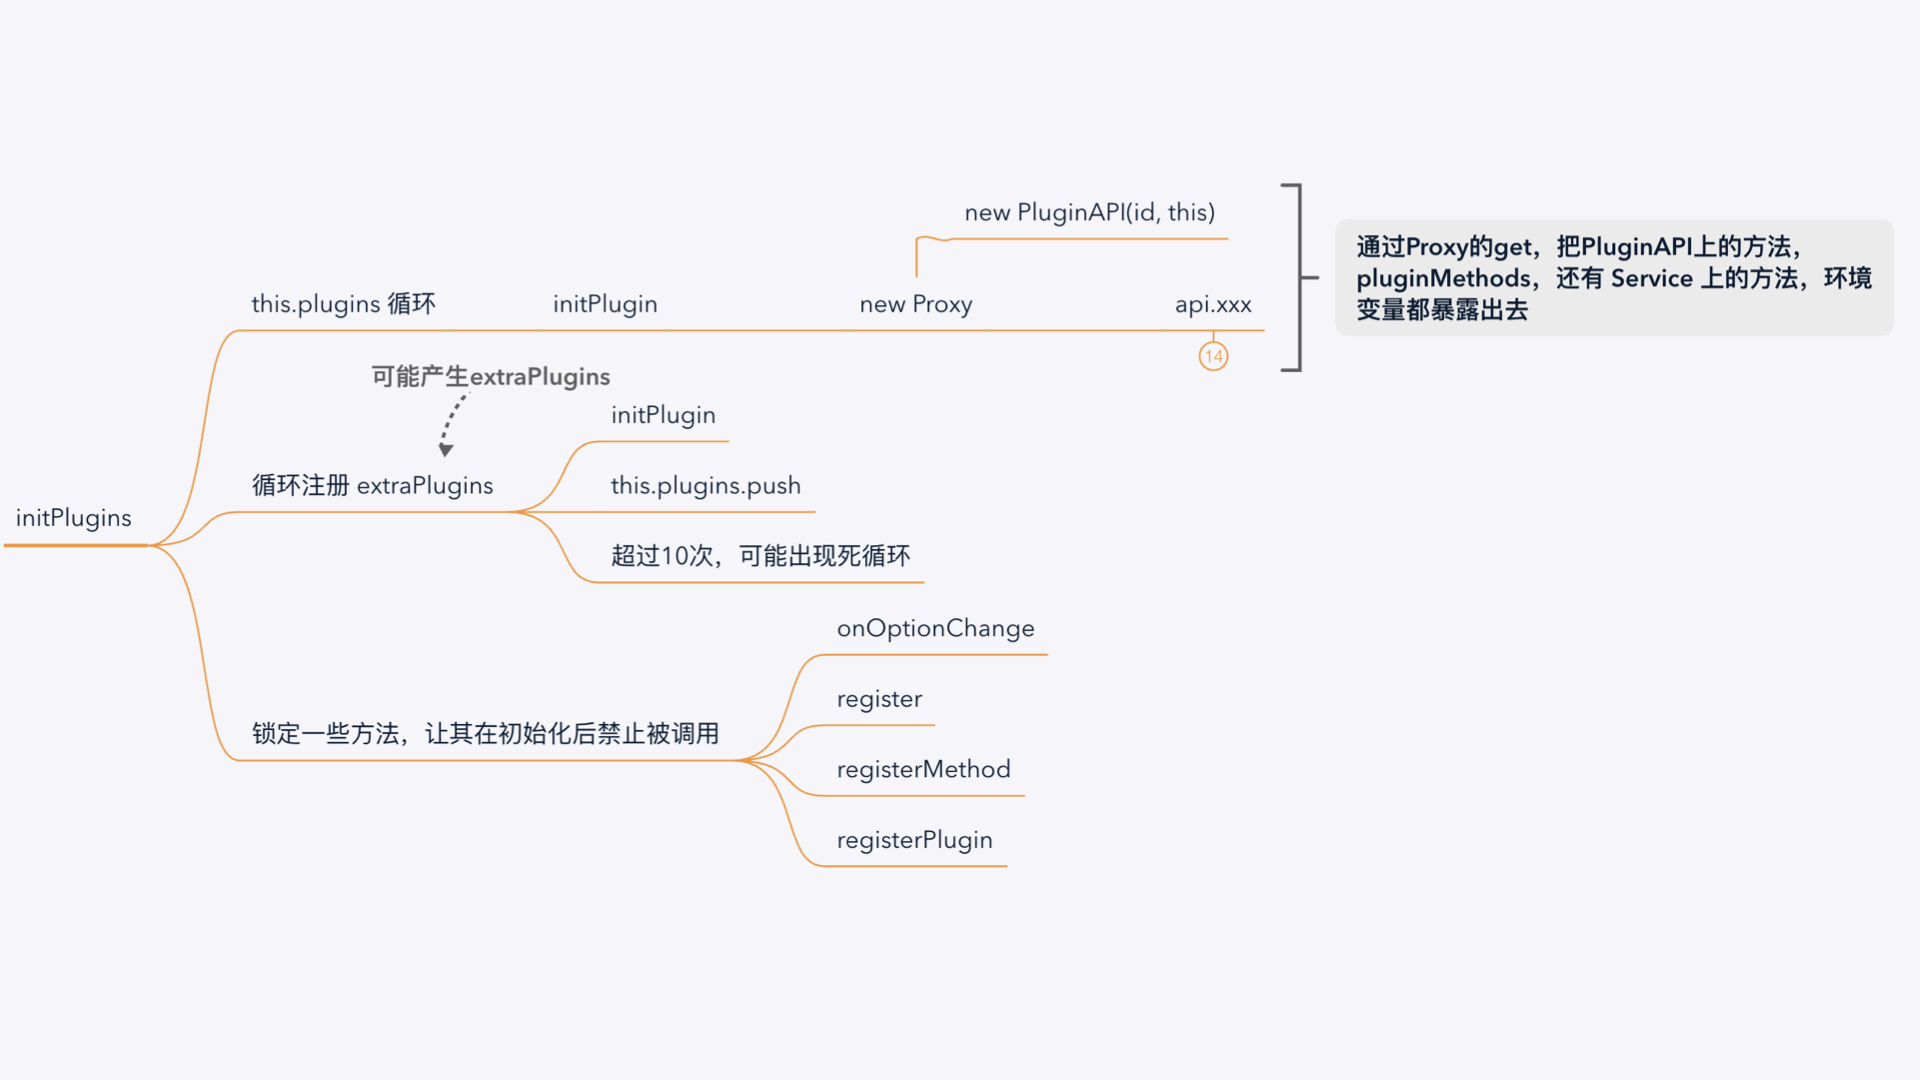 new PluginAPI(id, this)
通过Proxy的get，把PluginAPI上的方法，
pluginMethods，还有 Service 上的方法，环境
变量都暴露出去
this.plugins 循环
initPlugin
new Proxy
api.xxx
14
可能产生extraPlugins
initPlugin
循环注册 extraPlugins
this.plugins.push
initPlugins
超过10次，可能出现死循环
onOptionChange
register
锁定一些方法，让其在初始化后禁止被调用
registerMethod
registerPlugin